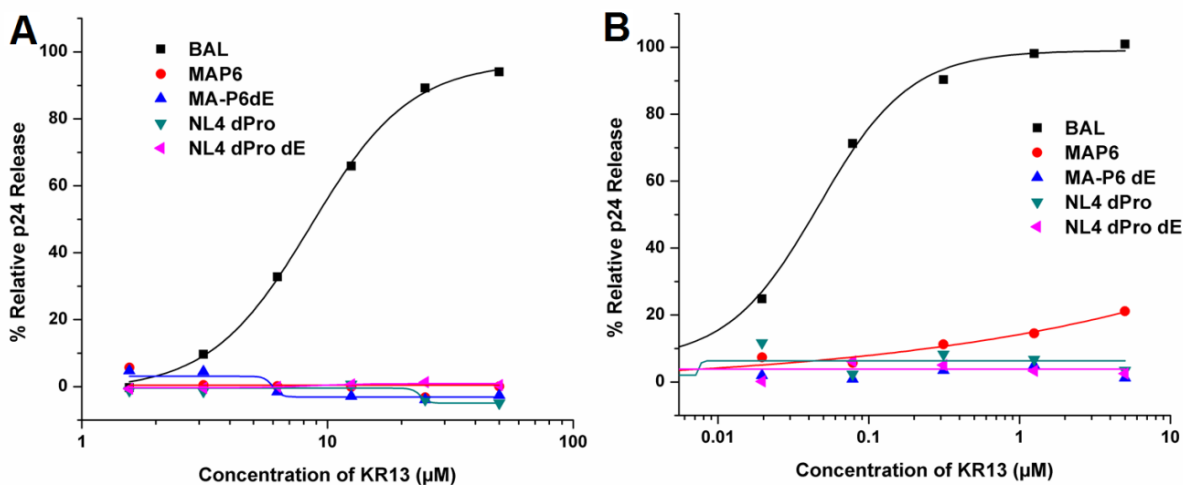 A
BAL
MAP6
MA-P6dE
NL4 dPro
NL4 dPro dE
% Relative p24 Release
100
80
60
40
20
0
1
10
100
Concentration of KR13 (µM)
B
BAL
MAP6
MA-P6 dE
NL4 dPro
NL4 dPro dE
% Relative p24 Release
100
80
60
40
20
0
0.01
0.1
1
10
Concentration of KR13 (µM)